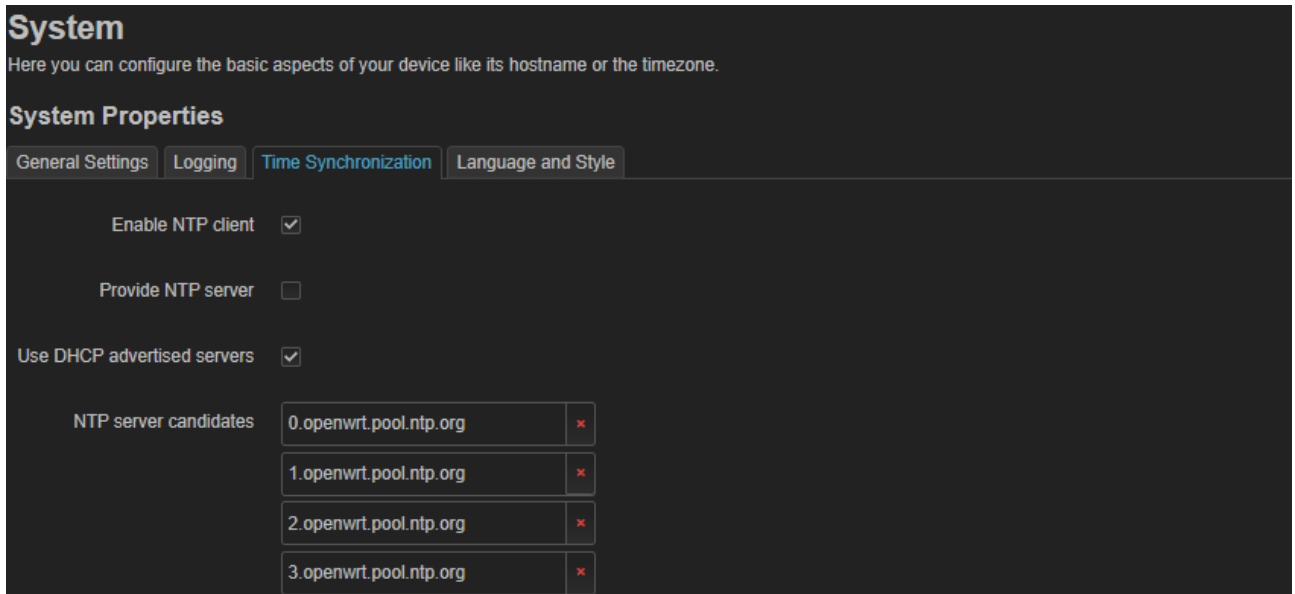 System
Here you can configure the basic aspects of your device like its hostname or the timezone.
System Properties
General Settings Logging Time Synchronization Language and Style
Enable NTP client
Provide NTP server
Use DHCP advertised servers
NTP server candidates 0.openwrt.pool.ntp.org
1.openwrt.pool.ntp.org
2.openwrt.pool.ntp.org
3.openwrt.pool.ntp.org